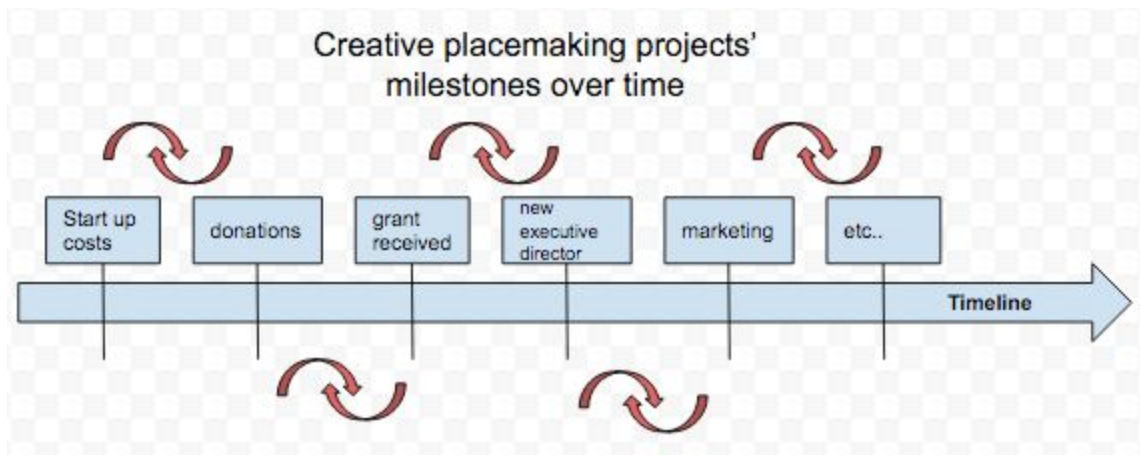 Creative placemaking projects’
milestones over time
Start up
costs
donations
grant
received
new
executive
director
marketing
etc..
Timeline